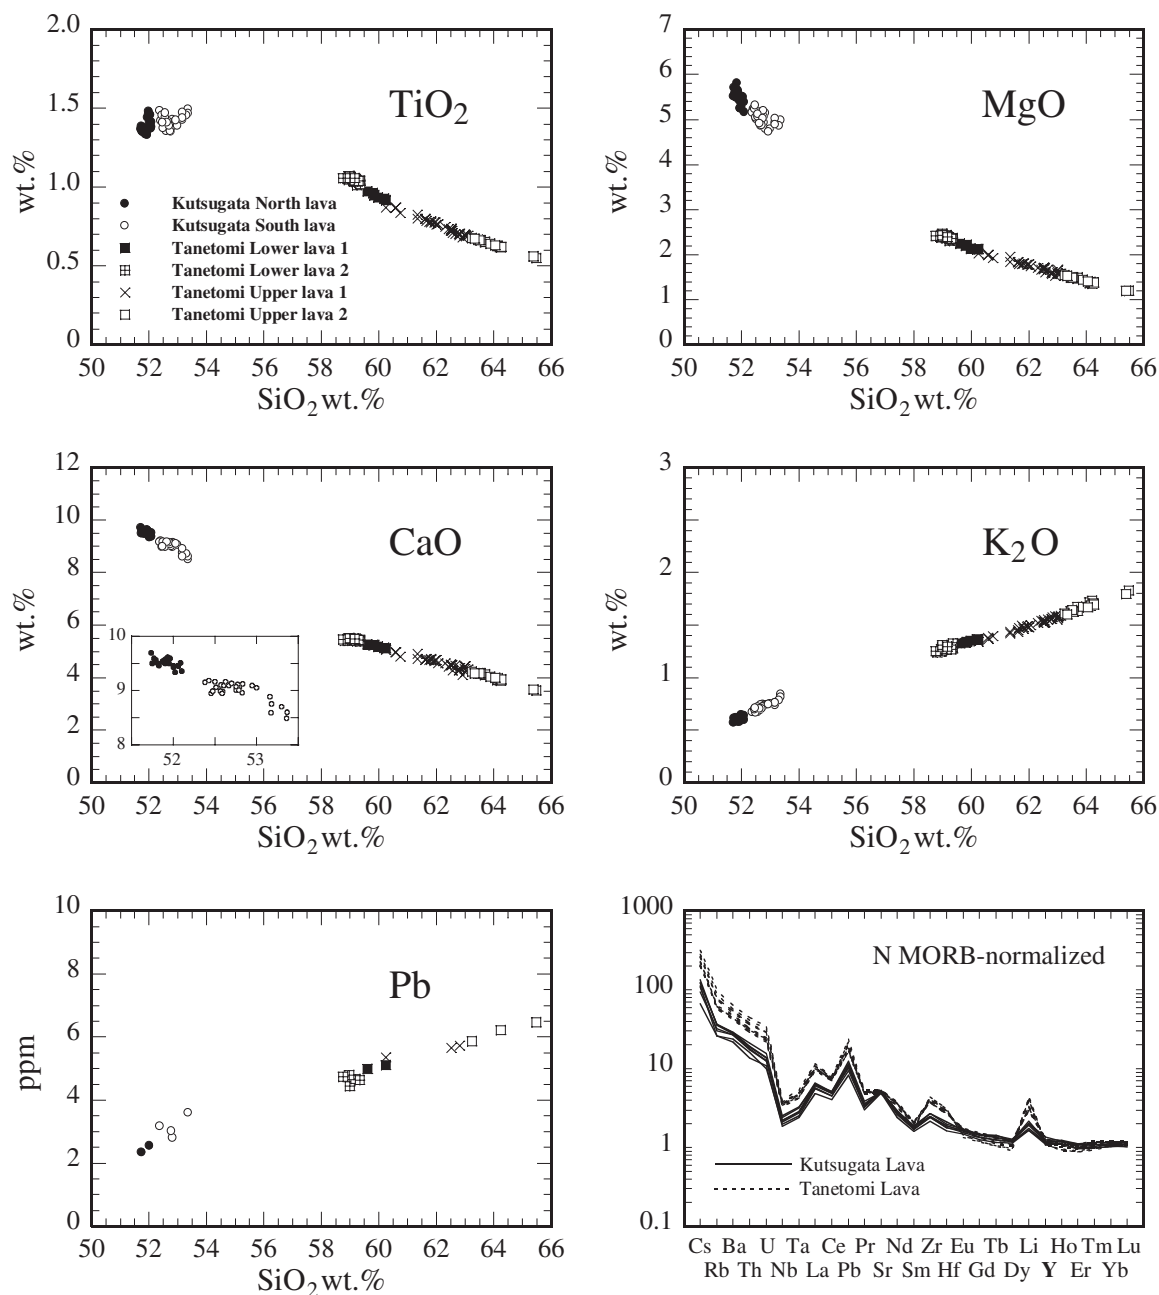 2.0
1.5
1.0
0.5
0
wt.%
TiO2
Kutsugata North lava
Kutsugata South lava
Tanetomi Lower lava 1
Tanetomi Lower lava 2
Tanetomi Upper lava 1
Tanetomi Upper lava 2
50 52 54 56 58 60 62 64 66
SiO2 wt.%
7
6
5
4
3
2
1
0
wt.%
MgO
50 52 54 56 58 60 62 64 66
SiO2 wt.%
12
10
8
6
4
2
0
wt.%
CaO
10
9
8
52 53
50 52 54 56 58 60 62 64 66
SiO2 wt.%
3
2
1
0
wt.%
K2O
50 52 54 56 58 60 62 64 66
SiO2 wt.%
10
8
6
4
2
0
ppm
Pb
50 52 54 56 58 60 62 64 66
SiO2 wt.%
1000
100
10
1
0.1
N MORB-normalized
Kutsugata Lava
Tanetomi Lava
Cs Ba U Ta Ce Pr Nd Zr Eu Tb Li Ho Tm Lu
Rb Th Nb La Pb Sr Sm Hf Gd Dy Y Er Yb